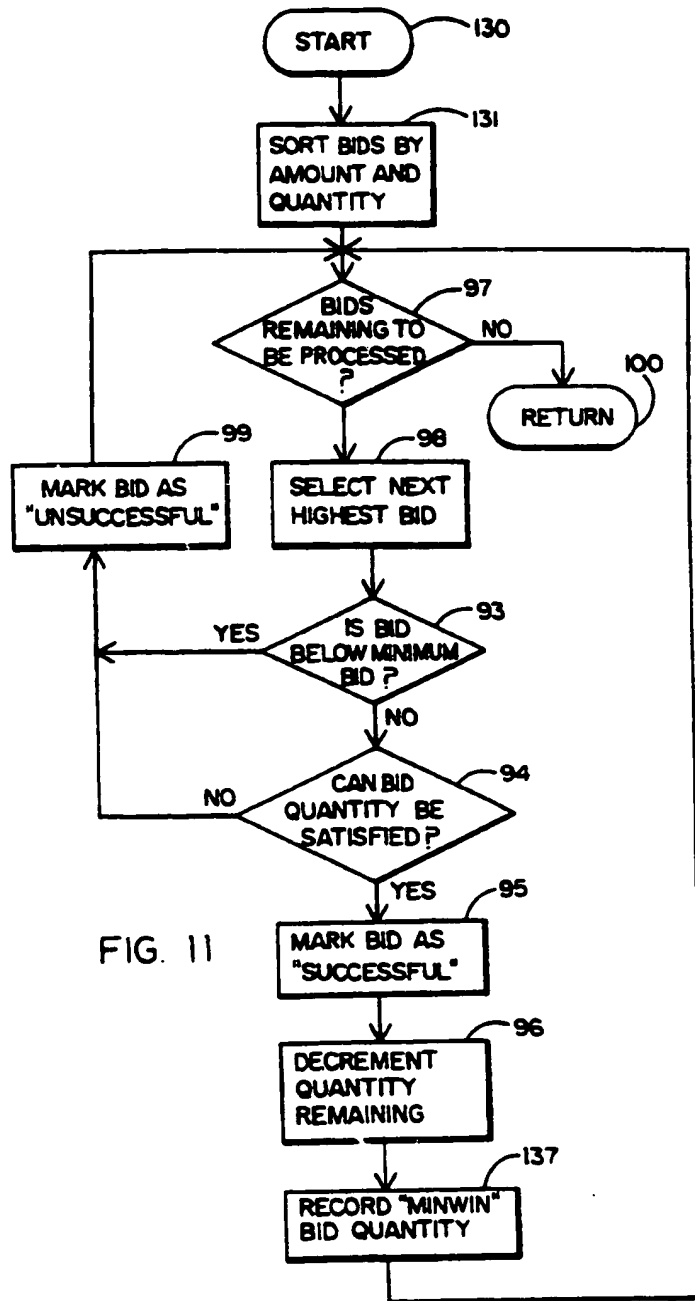 START
130
131
SORT BIDS BY
AMOUNT AND
QUANTITY
97
BIDS
REMAINING TO
BE PROCESSED
?
NO
100
RETURN
99
MARK BID AS
"UNSUCCESSFUL"
98
SELECT NEXT
HIGHEST BID
93
YES
IS BID
BELOW MINIMUM
BID?
NO
94
NO
CAN BID
QUANTITY BE
SATISFIED?
YES
95
FIG. 11
MARK BID AS
"SUCCESSFUL"
96
DECREMENT
QUANTITY
REMAINING
137
RECORD "MINWIN"
BID QUANTITY